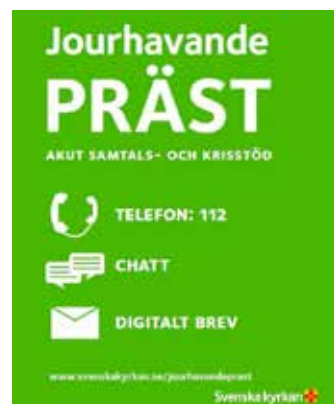 Jourhavande
PRÄST
AKUT SAMTALS- OCH KRISSTÖD
TELEFON: 112
CHATT
DIGITALT BREV
www.svenskakyrkan.se/jourhavandeprast
Svenska kyrkan